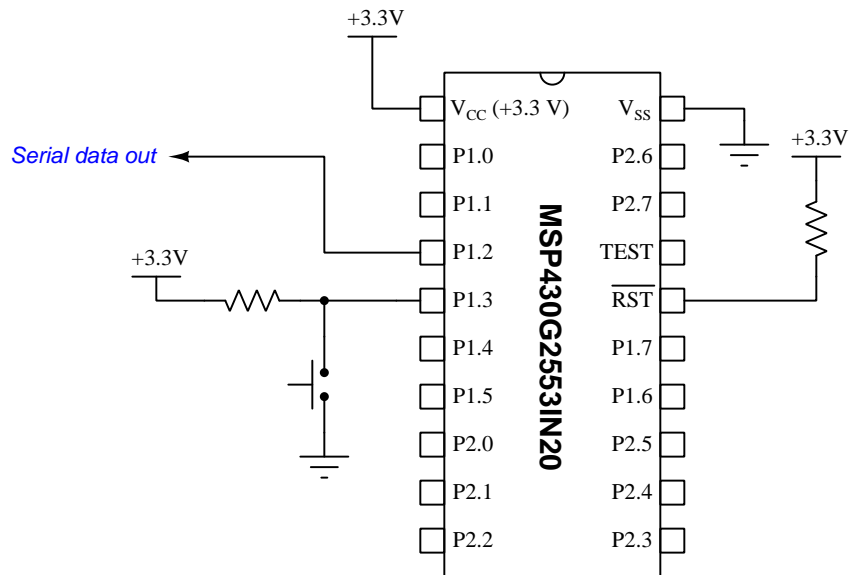 +3.3V
V_CC (+3.3 V)
V_SS
Serial data out
P1.0
P2.6
+3.3V
P1.1
P2.7
P1.2
TEST
+3.3V
P1.3
RST
P1.4
P1.7
P1.5
P1.6
P2.0
P2.5
P2.1
P2.4
P2.2
P2.3
MSP430G2553IN20